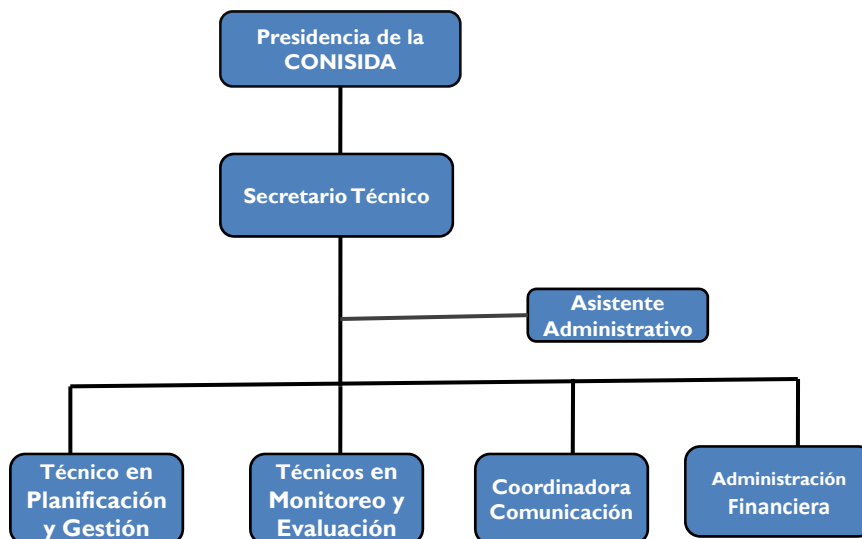 Presidencia de la
CONISIDA
Secretario Técnico
Asistente
Administrativo
Técnico en
Planificación
y Gestión
Técnicos en
Monitoreo y
Evaluación
Coordinadora
Comunicación
Administración
Financiera